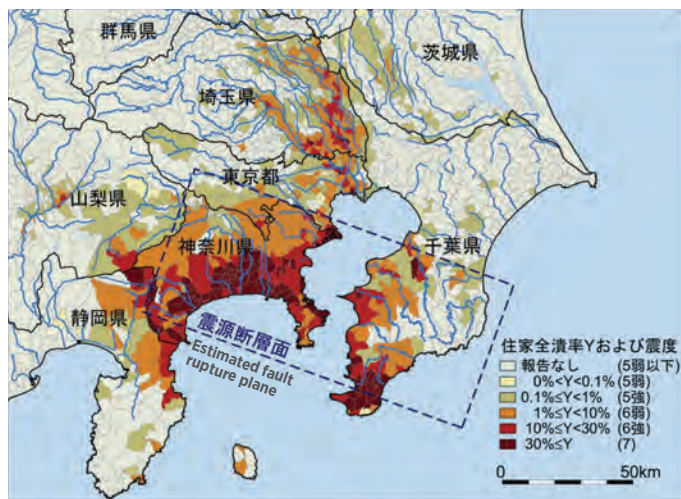 群馬県
茨城県
埼玉県
東京都
山梨県
神奈川県
千葉県
静岡県
震源断層面
Estimated fault
rupture plane
住家全潰率Yおよび震度
報告なし (5弱以下)
0%<Y<0.1% (5弱)
0.1%≦Y<1% (5強)
1%≦Y<10% (6弱)
10%≦Y<30% (6強)
30%≦Y (7)
0 50km